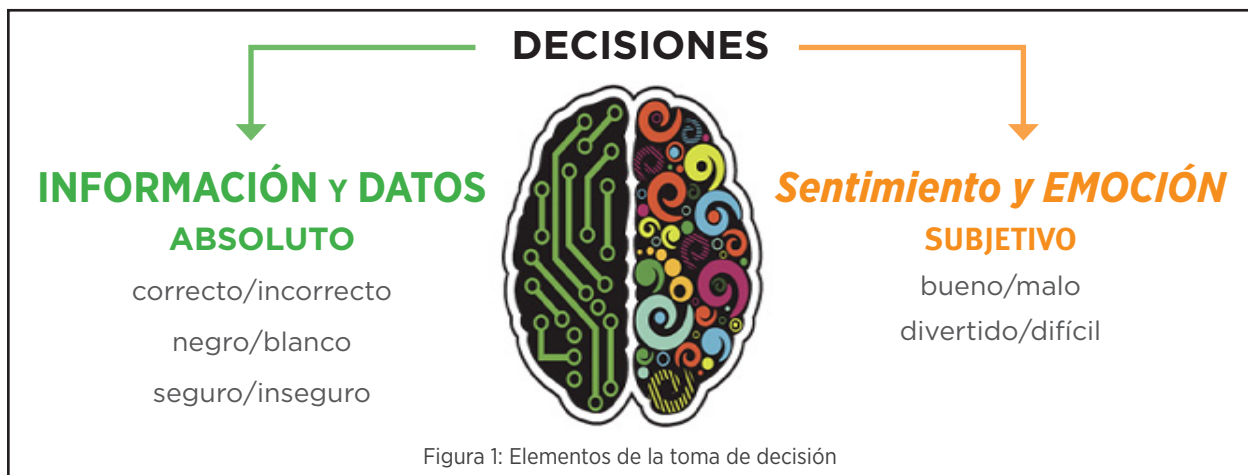 DECISIONES
INFORMACIÓN Y DATOS
ABSOLUTO
correcto/incorrecto
negro/blanco
seguro/inseguro
Sentimiento y EMOCIÓN
SUBJETIVO
bueno/malo
divertido/difícil
Figura 1: Elementos de la toma de decisión